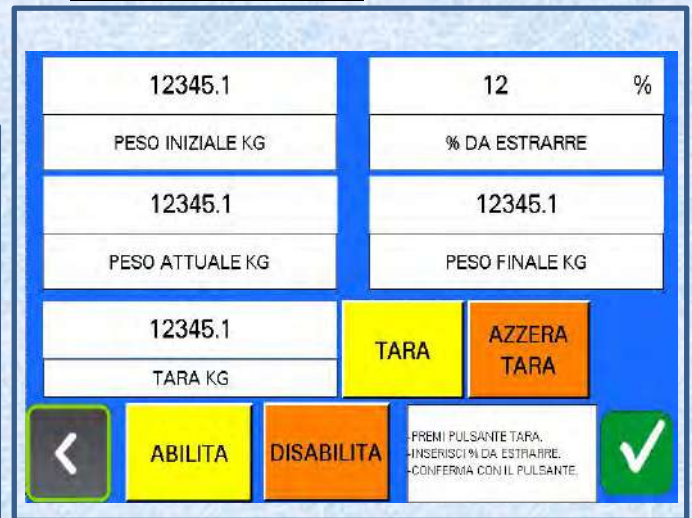 12345.1
12 %
PESO INIZIALE KG
% DA ESTRARRE
12345.1
12345.1
PESO ATTUALE KG
PESO FINALE KG
12345.1
TARA KG
TARA
AZZERA
TARA
ABILITA
DISABILITA
-PREMI PULSANTE TARA.
-INSERISCI % DA ESTRARRE.
-CONFERMA CON IL PULSANTE.